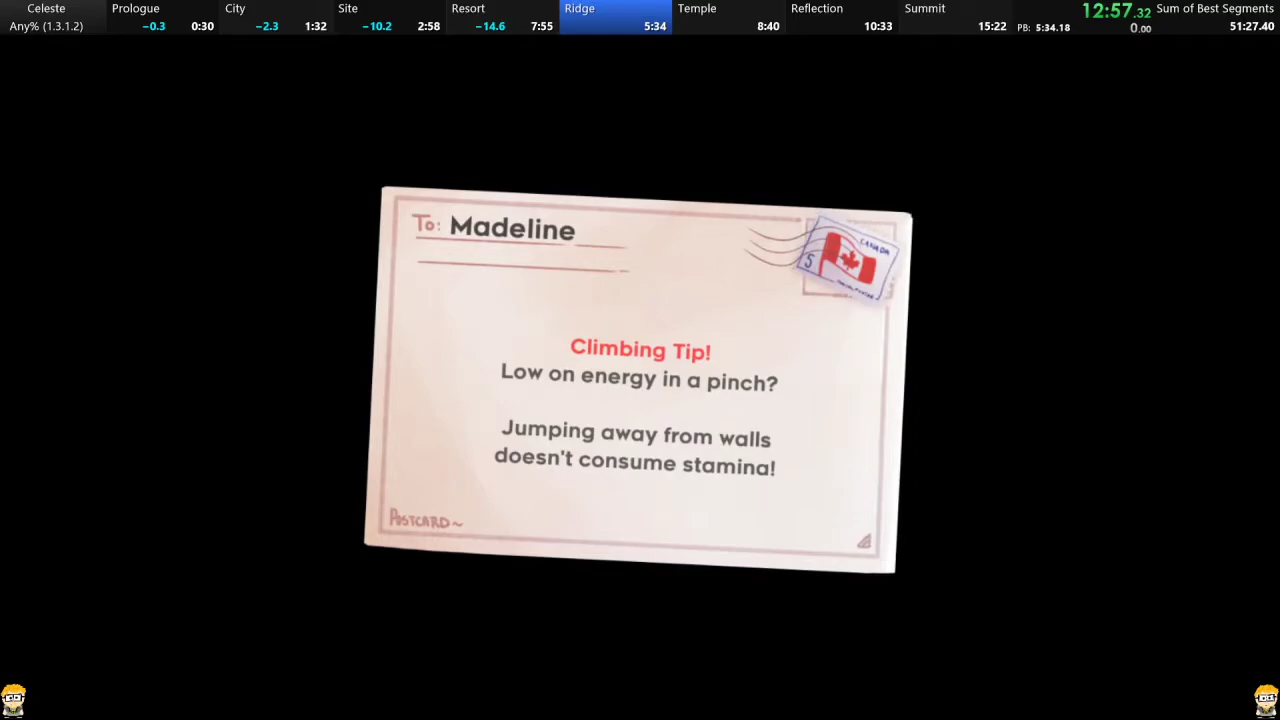 Celeste Prologue City Site Resort Ridge Temple Reflection Summit 12:57.32 Sum of Best Segments
Any% (1.3.1.2) −0.3 0:30 −2.3 1:32 −10.2 2:58 −14.6 7:55 5:34 8:40 10:33 15:22 PB: 5:34.18 0.00 51:27.40
To: Madeline
CANADA
5
Climbing Tip!
Low on energy in a pinch?
Jumping away from walls
doesn't consume stamina!
POSTCARD~